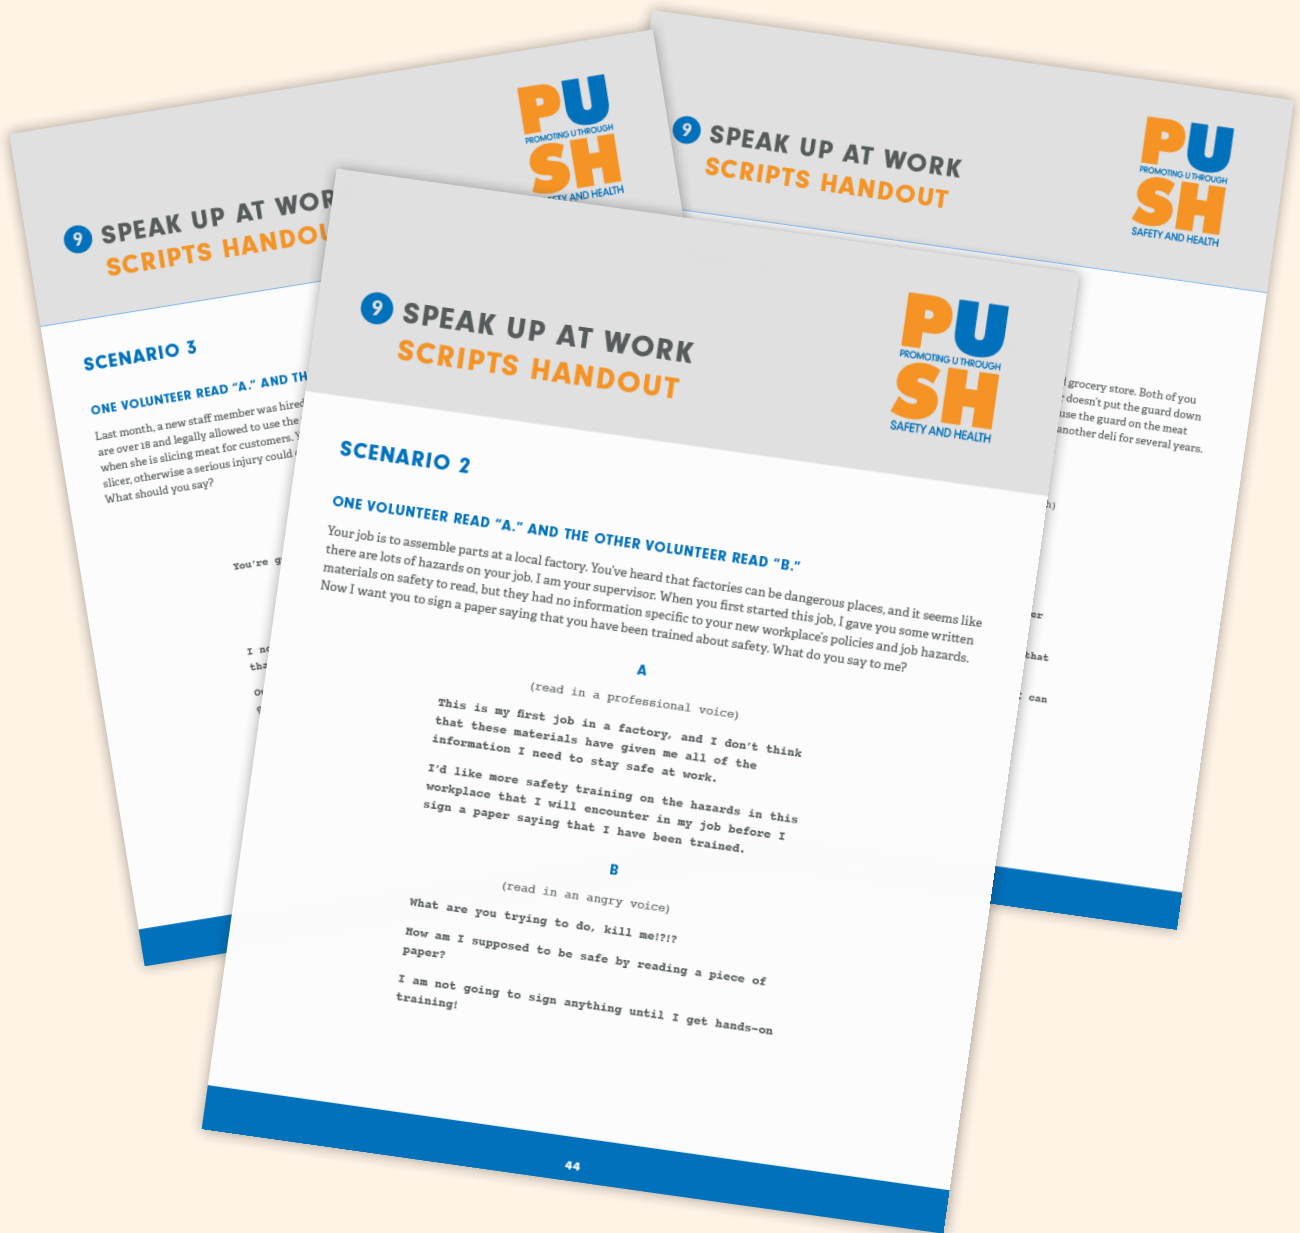 9 SPEAK UP AT WOR
SCRIPTS HANDOU
PU
PROMOTING U THROUGH
SH
AND HEALTH
SCENARIO 3
ONE VOLUNTEER READ “A.” AND TH
Last month, a new staff member was hired
are over 18 and legally allowed to use the
when she is slicing meat for customers.
slicer, otherwise a serious injury could
What should you say?
You're g
I no
tha
9 SPEAK UP AT WORK
SCRIPTS HANDOUT
PU
PROMOTING U THROUGH
SH
SAFETY AND HEALTH
grocery store. Both of you
doesn't put the guard down
use the guard on the meat
another deli for several years.
h)
er
that
can
9 SPEAK UP AT WORK
SCRIPTS HANDOUT
PU
PROMOTING U THROUGH
SH
SAFETY AND HEALTH
SCENARIO 2
ONE VOLUNTEER READ “A.” AND THE OTHER VOLUNTEER READ “B.”
Your job is to assemble parts at a local factory. You've heard that factories can be dangerous places, and it seems like
there are lots of hazards on your job. I am your supervisor. When you first started this job, I gave you some written
materials on safety to read, but they had no information specific to your new workplace's policies and job hazards.
Now I want you to sign a paper saying that you have been trained about safety. What do you say to me?
A
(read in a professional voice)
This is my first job in a factory, and I don't think
that these materials have given me all of the
information I need to stay safe at work.
I'd like more safety training on the hazards in this
workplace that I will encounter in my job before I
sign a paper saying that I have been trained.
B
(read in an angry voice)
What are you trying to do, kill me!?!?
How am I supposed to be safe by reading a piece of
paper?
I am not going to sign anything until I get hands-on
training!
44